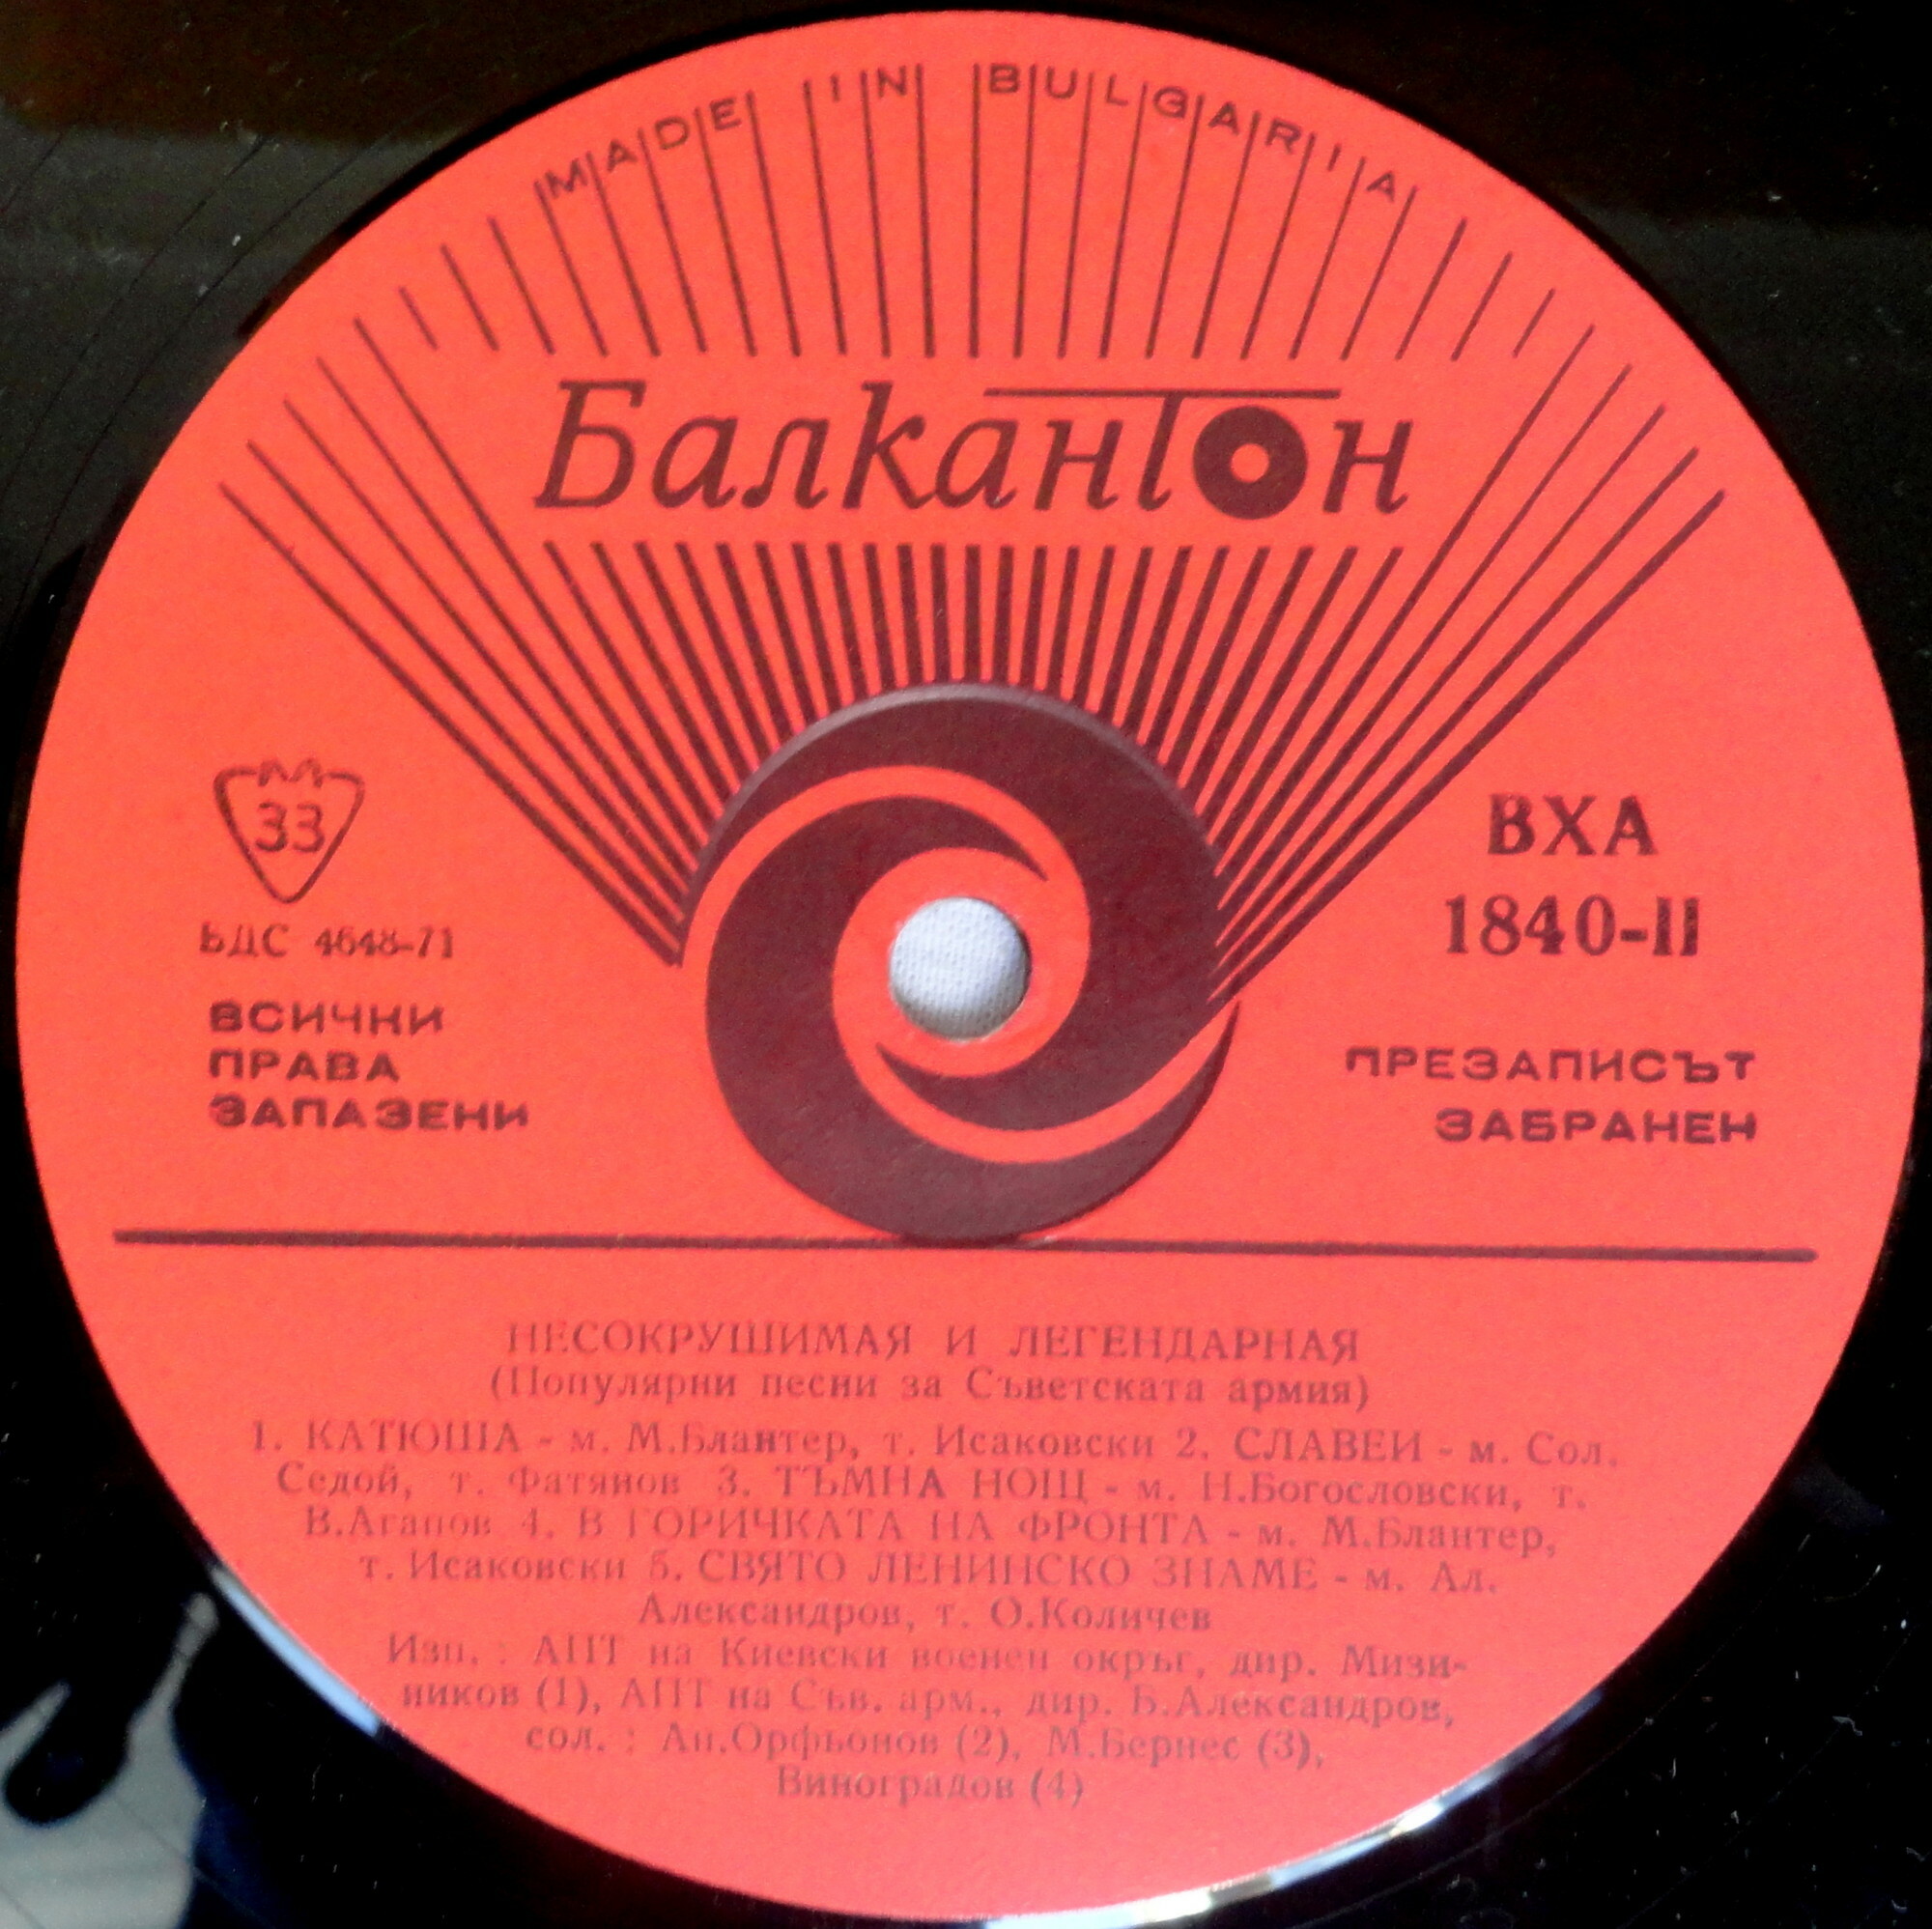 MADE IN BULGARIA
Балкантон
33
БДС 4648-71
ВСИЧКИ
ПРАВА
ЗАПАЗЕНИ
ВХА
1840-II
ПРЕЗАПИСЪТ
ЗАБРАНЕН
НЕСОКРУШИМАЯ И ЛЕГЕНДАРНАЯ
(Популярни песни за Съветската армия)
1. КАТЮША - м. М.Блантер, т. Исаковски 2. СЛАВЕИ - м. Сол.
Седой, т. Фатянов 3. ТЪМНА НОЩ - м. Н.Богословски, т.
В.Агапов 4. В ГОРИЧКАТА НА ФРОНТА - м. М.Блантер,
т. Исаковски 5. СВЯТО ЛЕНИНСКО ЗНАМЕ - м. Ал.
Александров, т. О.Количев
Изп. : АПТ на Киевски военен окръг, дир. Мизи-
ников (1), АПТ на Съв. арм., дир. Б.Александров,
сол. : Ан.Орфьонов (2), М.Бернес (3),
Виноградов (4)